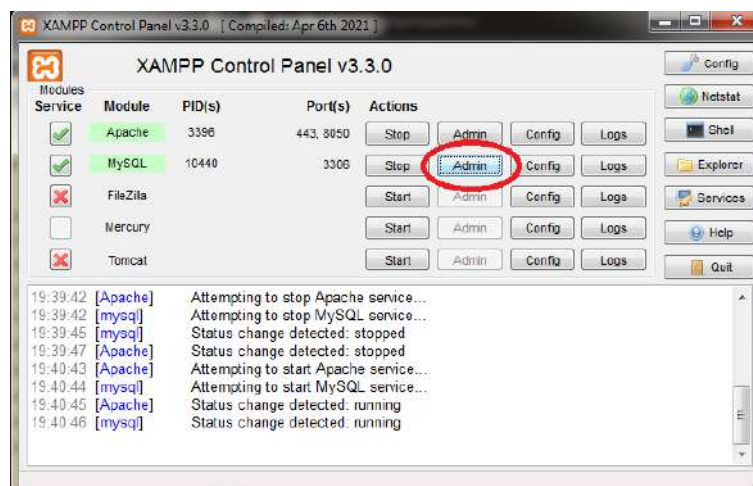 XAMPP Control Panel v3.3.0 [ Compiled: Apr 6th 2021 ]
XAMPP Control Panel v3.3.0
Config
Modules
Service Module PID(s) Port(s) Actions
Netstat
Apache 3396 443, 8050 Stop Admin Config Logs
Shell
MySQL 10440 3306 Stop Admin Config Logs
Explorer
FileZilla Start Admin Config Logs
Services
Mercury Start Admin Config Logs
Help
Tomcat Start Admin Config Logs
Quit
19:39:42 [Apache] Attempting to stop Apache service...
19:39:42 [mysql] Attempting to stop MySQL service...
19:39:45 [mysql] Status change detected: stopped
19:39:47 [Apache] Status change detected: stopped
19:40:43 [Apache] Attempting to start Apache service...
19:40:44 [mysql] Attempting to start MySQL service...
19:40:45 [Apache] Status change detected: running
19:40:46 [mysql] Status change detected: running